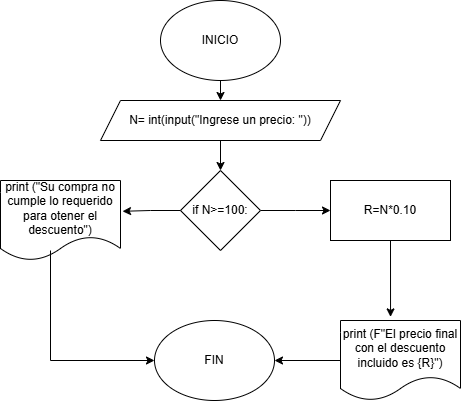 INICIO
N= int(input("Ingrese un precio: "))
if N>=100:
print ("Su compra no
cumple lo requerido
para otener el
descuento")
R=N*0.10
print (F"El precio final
con el descuento
incluido es {R}")
FIN